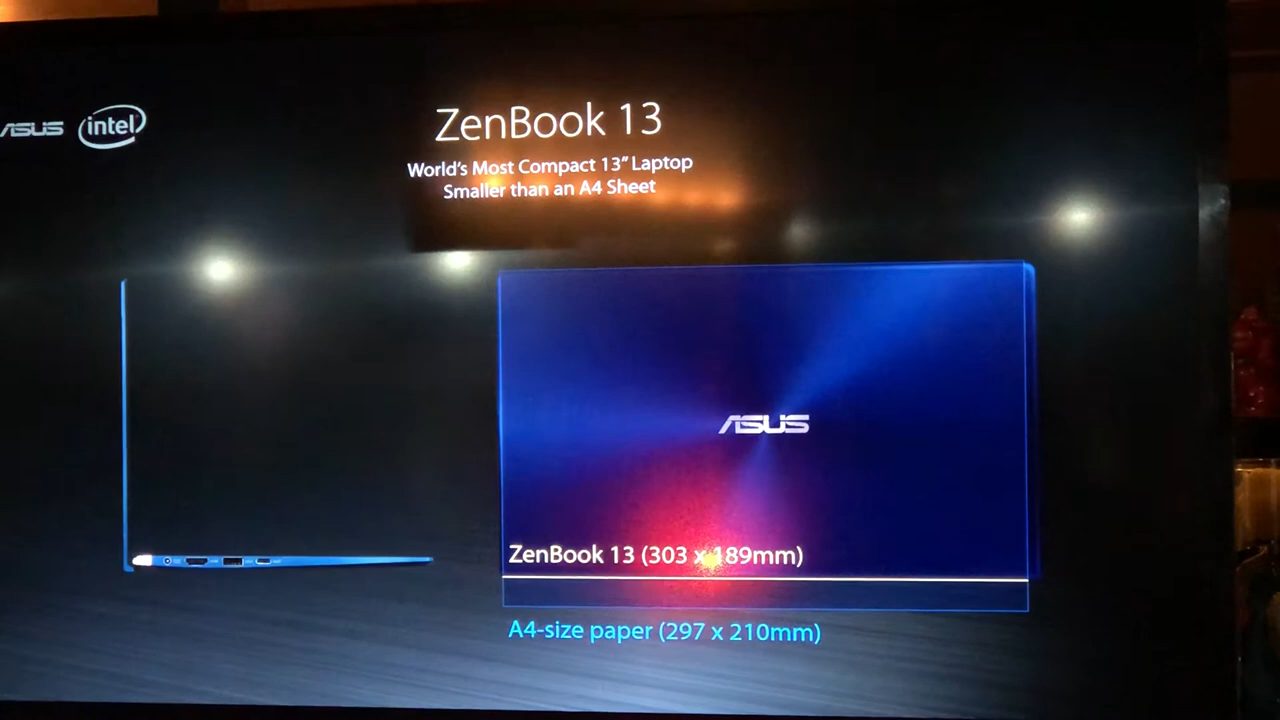 ASUS intel
ZenBook 13
World's Most Compact 13" Laptop
Smaller than an A4 Sheet
ASUS
ZenBook 13 (303 x 189mm)
A4-size paper (297 x 210mm)